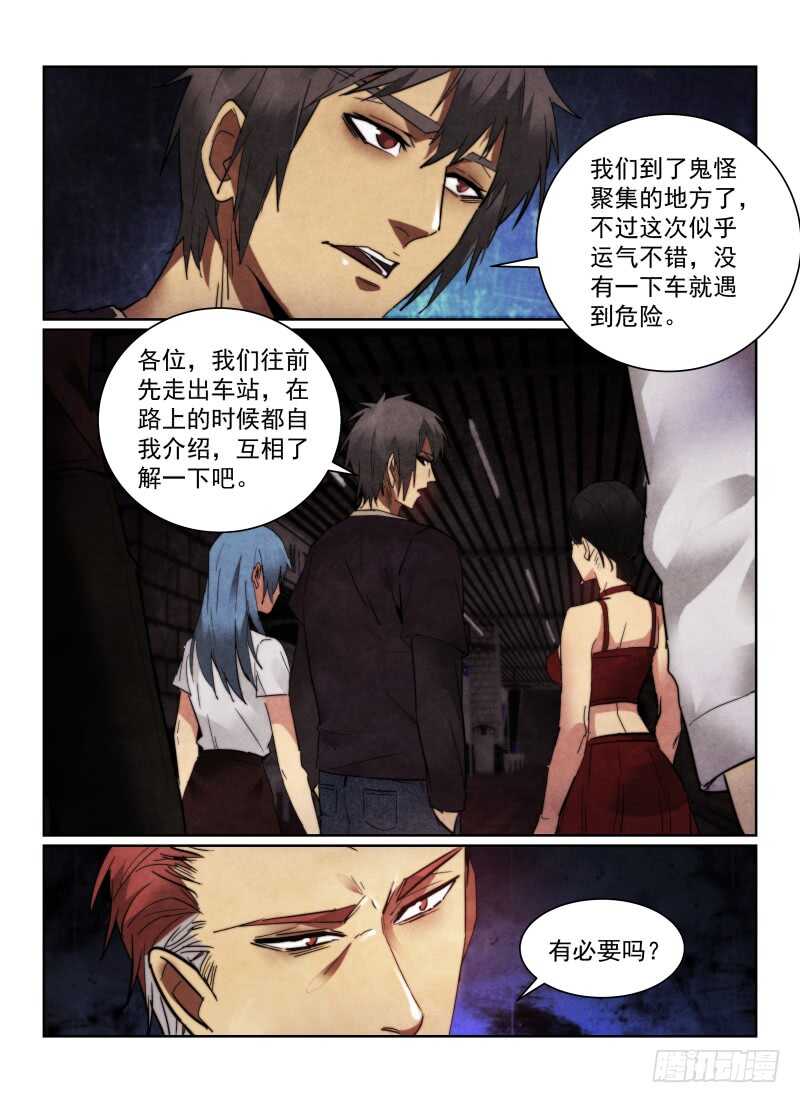 我们到了鬼怪
聚集的地方了，
不过这次似乎
运气不错，没
有一下车就遇
到危险。
各位，我们往前
先走出车站，在
路上的时候都自
我介绍，互相了
解一下吧。
有必要吗？
腾讯动漫